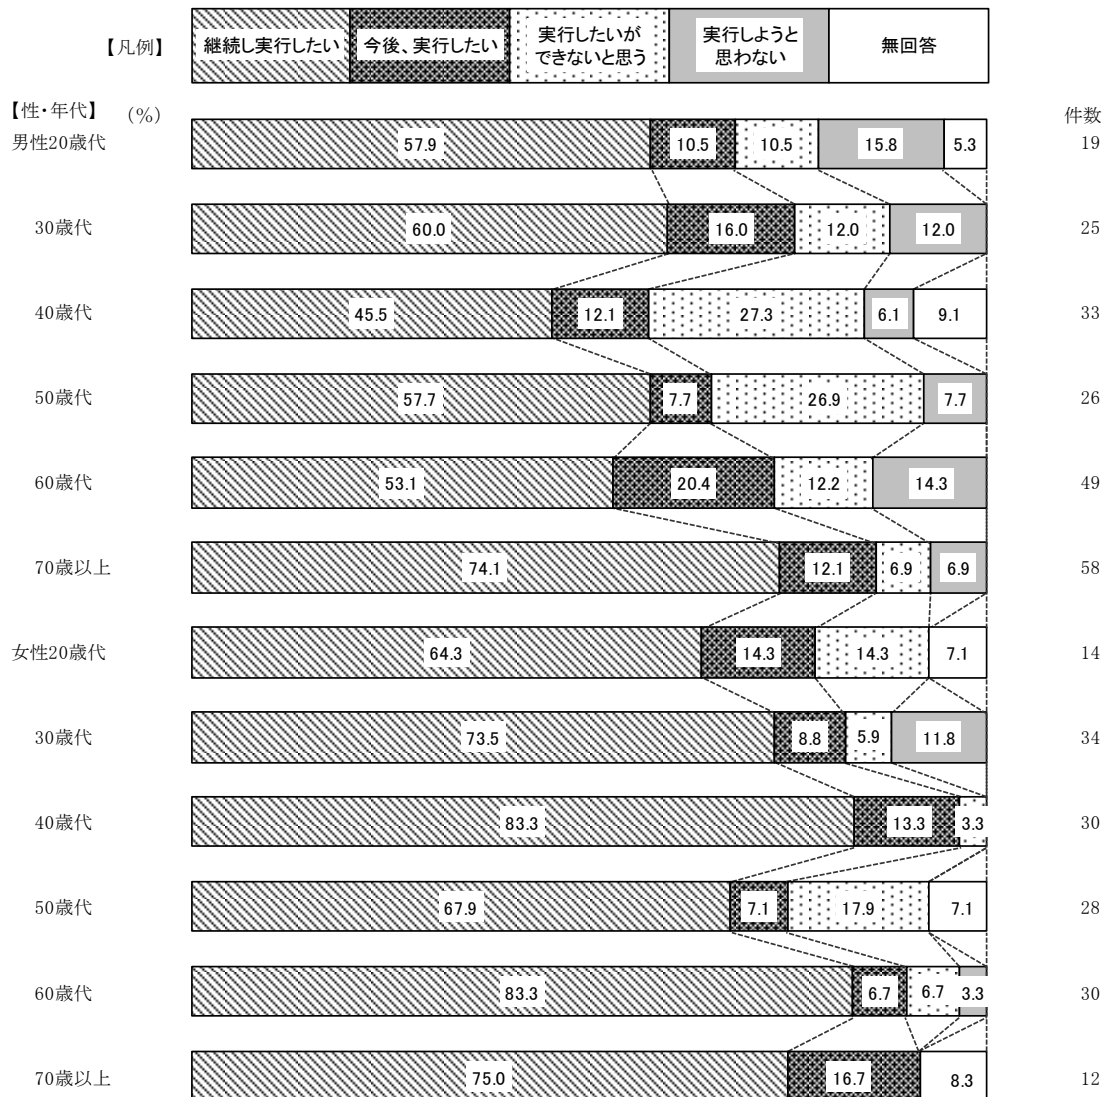 【凡例】
継続し実行したい
今後、実行したい
実行したいが
できないと思う
実行しようと
思わない
無回答
【性・年代】 (%) 件数
男性20歳代 57.9 10.5 10.5 15.8 5.3 19
30歳代 60.0 16.0 12.0 12.0 25
40歳代 45.5 12.1 27.3 6.1 9.1 33
50歳代 57.7 7.7 26.9 7.7 26
60歳代 53.1 20.4 12.2 14.3 49
70歳以上 74.1 12.1 6.9 6.9 58
女性20歳代 64.3 14.3 14.3 7.1 14
30歳代 73.5 8.8 5.9 11.8 34
40歳代 83.3 13.3 3.3 30
50歳代 67.9 7.1 17.9 7.1 28
60歳代 83.3 6.7 6.7 3.3 30
70歳以上 75.0 16.7 8.3 12